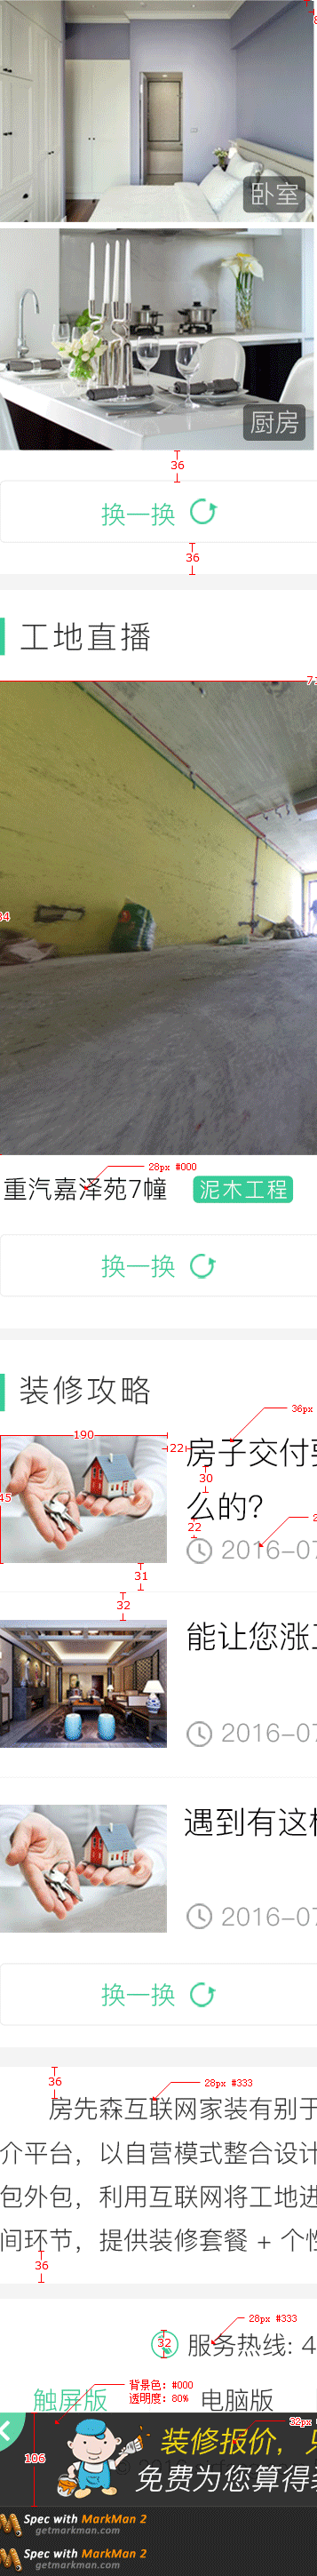 8
卧室
厨房
36
换一换
36
工地直播
71
34
28px #000
重汽嘉泽苑7幢 泥木工程
换一换
装修攻略
36px
190
22
房子交付要
30
45
么的?
22
2016-07
31
32
能让您涨
2016-07
遇到有这样
2016-07
换一换
36
28px #333
房先森互联网家装有别于
介平台，以自营模式整合设计
包外包，利用互联网将工地进
间环节，提供装修套餐 + 个性
36
28px #333
32
服务热线: 4
背景色: #000
透明度: 80%
触屏版 电脑版
32px
装修报价，
106
免费为您算得
Spec with MarkMan 2
getmarkman.com
Spec with MarkMan 2
getmarkman.com